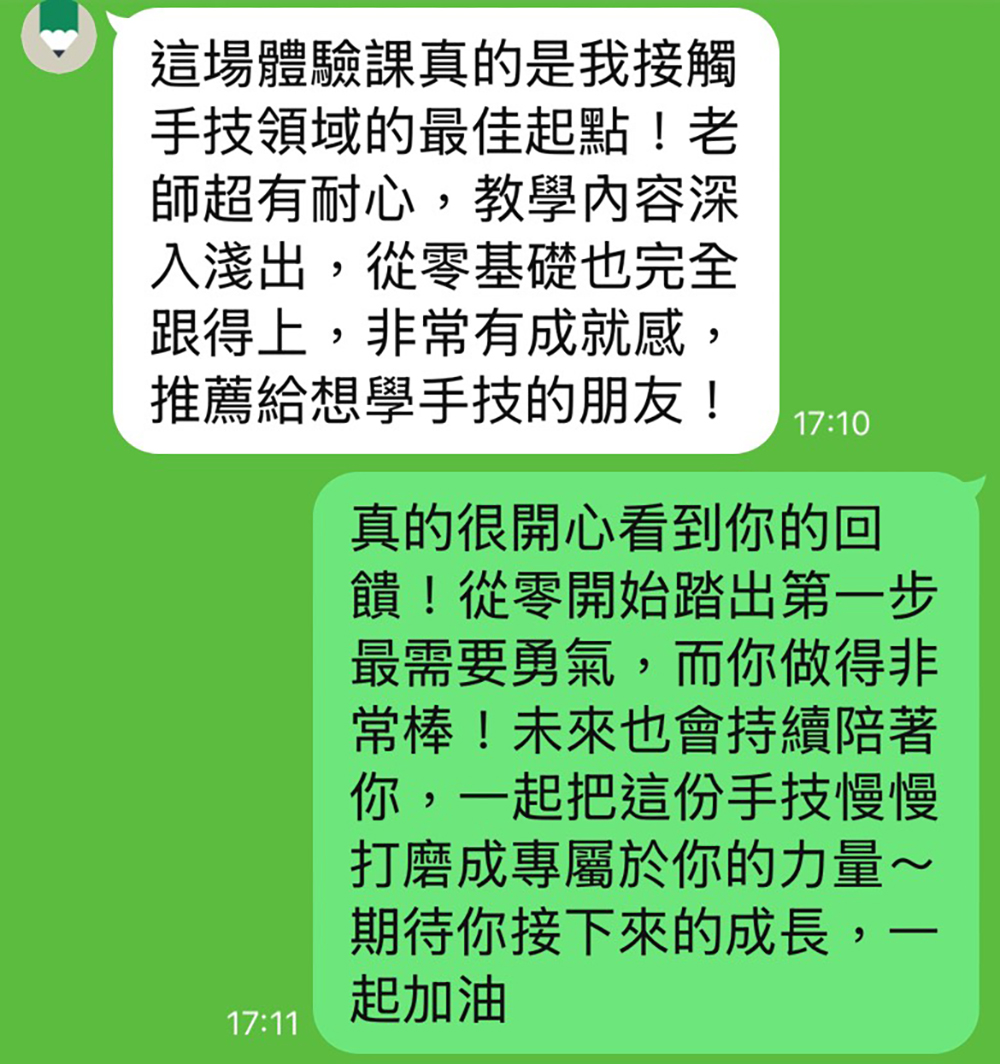 這場體驗課真的是我接觸
手技領域的最佳起點！老
師超有耐心，教學內容深
入淺出，從零基礎也完全
跟得上，非常有成就感，
推薦給想學手技的朋友！
17:10
真的很開心看到你的回
饋！從零開始踏出第一步
最需要勇氣，而你做得非
常棒！未來也會持續陪著
你，一起把這份手技慢慢
打磨成專屬於你的力量～
期待你接下來的成長，一
起加油
17:11